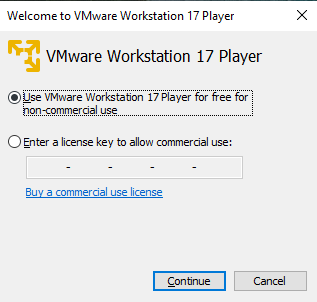 Welcome to VMware Workstation 17 Player
VMware Workstation 17 Player
Use VMware Workstation 17 Player for free for
non-commercial use
Enter a license key to allow commercial use:
- - - -
Buy a commercial use license
Continue Cancel